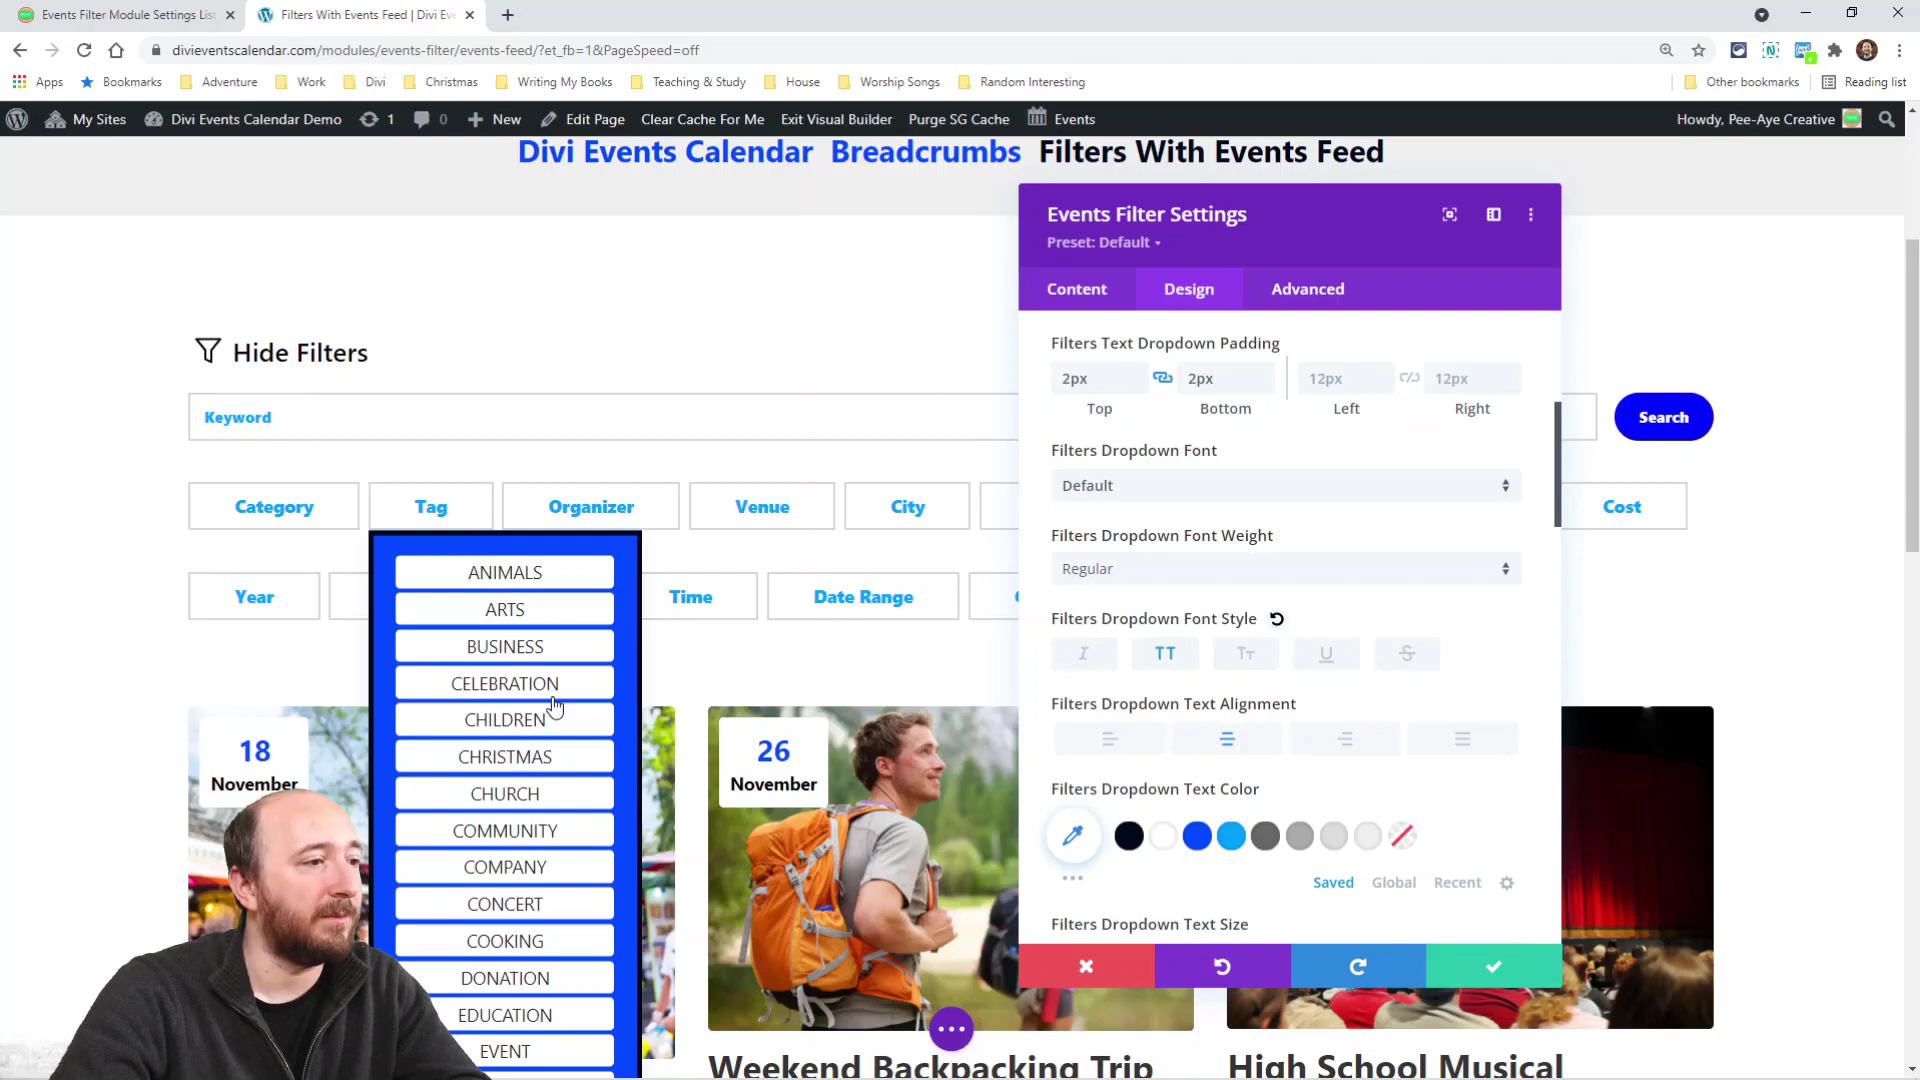 Events Filter Module Settings List
Filters With Events Feed | Divi Eve
divieventscalendar.com/modules/events-filter/events-feed/?et_fb=1&PageSpeed=off
Apps
Bookmarks
Adventure
Work
Divi
Christmas
Writing My Books
Teaching & Study
House
Worship Songs
Random Interesting
Other bookmarks
Reading list
My Sites
Divi Events Calendar Demo
1
0
New
Edit Page
Clear Cache For Me
Exit Visual Builder
Purge SG Cache
Events
Howdy, Pee-Aye Creative
Divi Events Calendar Breadcrumbs Filters With Events Feed
Hide Filters
Keyword
Search
Category
Tag
Organizer
Venue
City
Cost
Year
Time
Date Range
ANIMALS
ARTS
BUSINESS
CELEBRATION
CHILDREN
CHRISTMAS
CHURCH
COMMUNITY
COMPANY
CONCERT
COOKING
DONATION
EDUCATION
EVENT
18
November
26
November
Weekend Backpacking Trip
High School Musical
Events Filter Settings
Preset: Default
Content
Design
Advanced
Filters Text Dropdown Padding
2px
2px
12px
12px
Top
Bottom
Left
Right
Filters Dropdown Font
Default
Filters Dropdown Font Weight
Regular
Filters Dropdown Font Style
I
TT
TT
U
S
Filters Dropdown Text Alignment
Filters Dropdown Text Color
Saved
Global
Recent
Filters Dropdown Text Size